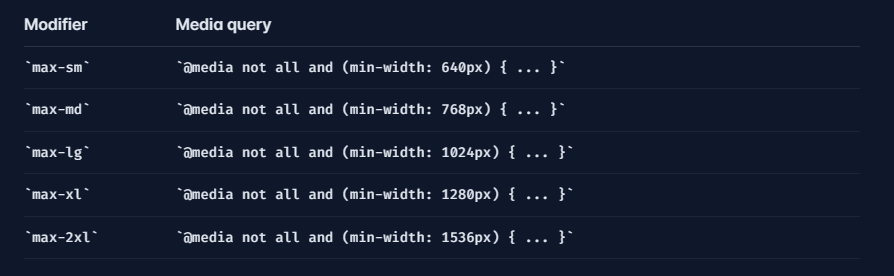 Modifier Media query
`max-sm` `@media not all and (min-width: 640px) { ... }`
`max-md` `@media not all and (min-width: 768px) { ... }`
`max-lg` `@media not all and (min-width: 1024px) { ... }`
`max-xl` `@media not all and (min-width: 1280px) { ... }`
`max-2xl` `@media not all and (min-width: 1536px) { ... }`